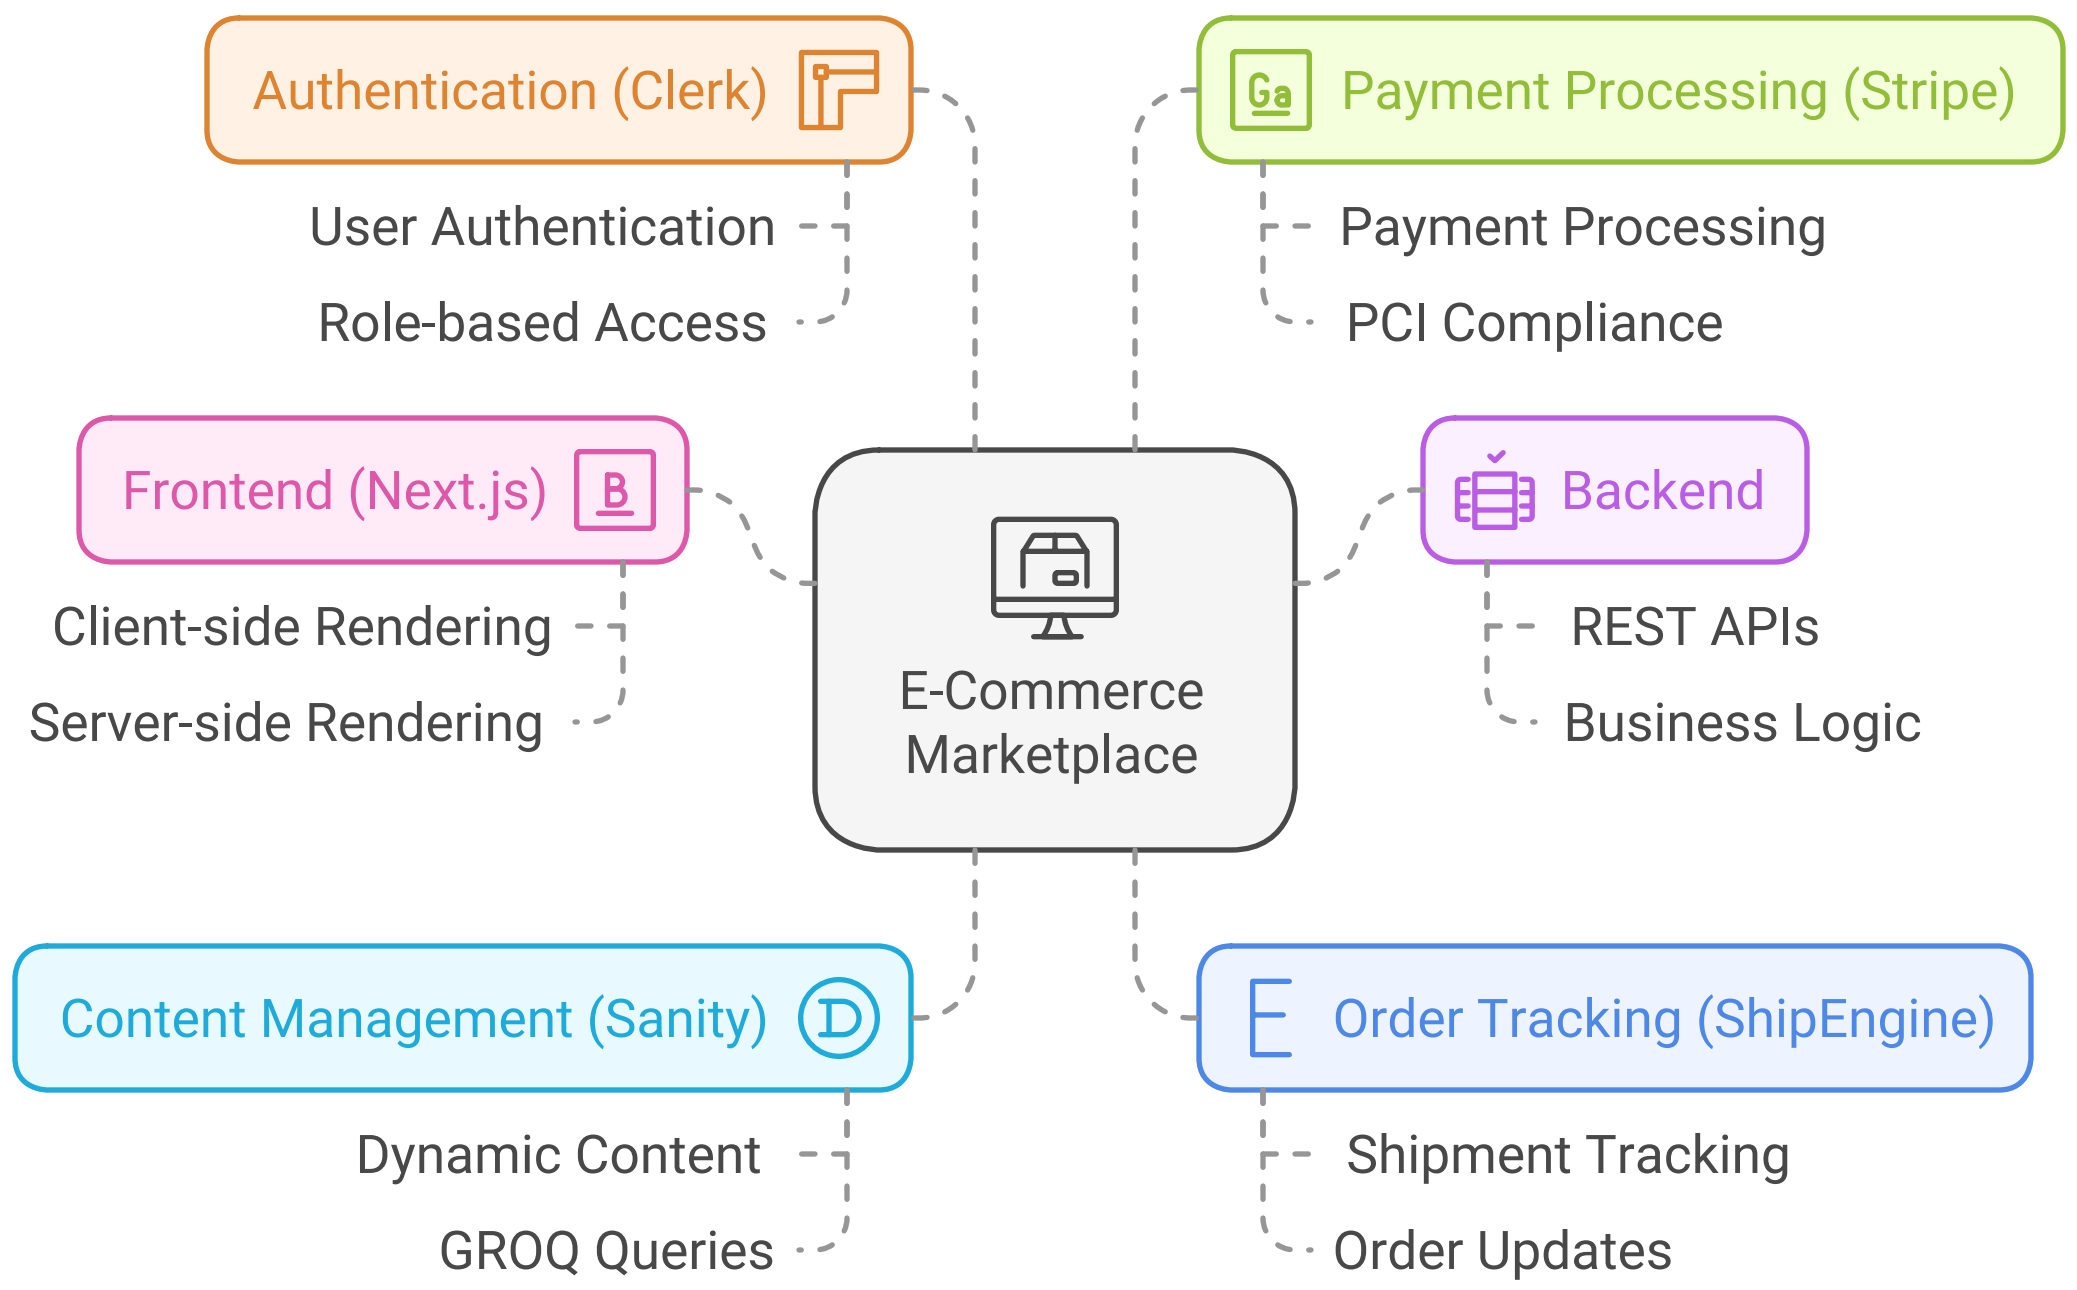 Authentication (Clerk)
User Authentication
Role-based Access
Payment Processing (Stripe)
Ga
Payment Processing
PCI Compliance
Frontend (Next.js)
B
Client-side Rendering
Server-side Rendering
Backend
REST APIs
Business Logic
E-Commerce
Marketplace
Content Management (Sanity)
D
Dynamic Content
GROQ Queries
E
Order Tracking (ShipEngine)
Shipment Tracking
Order Updates